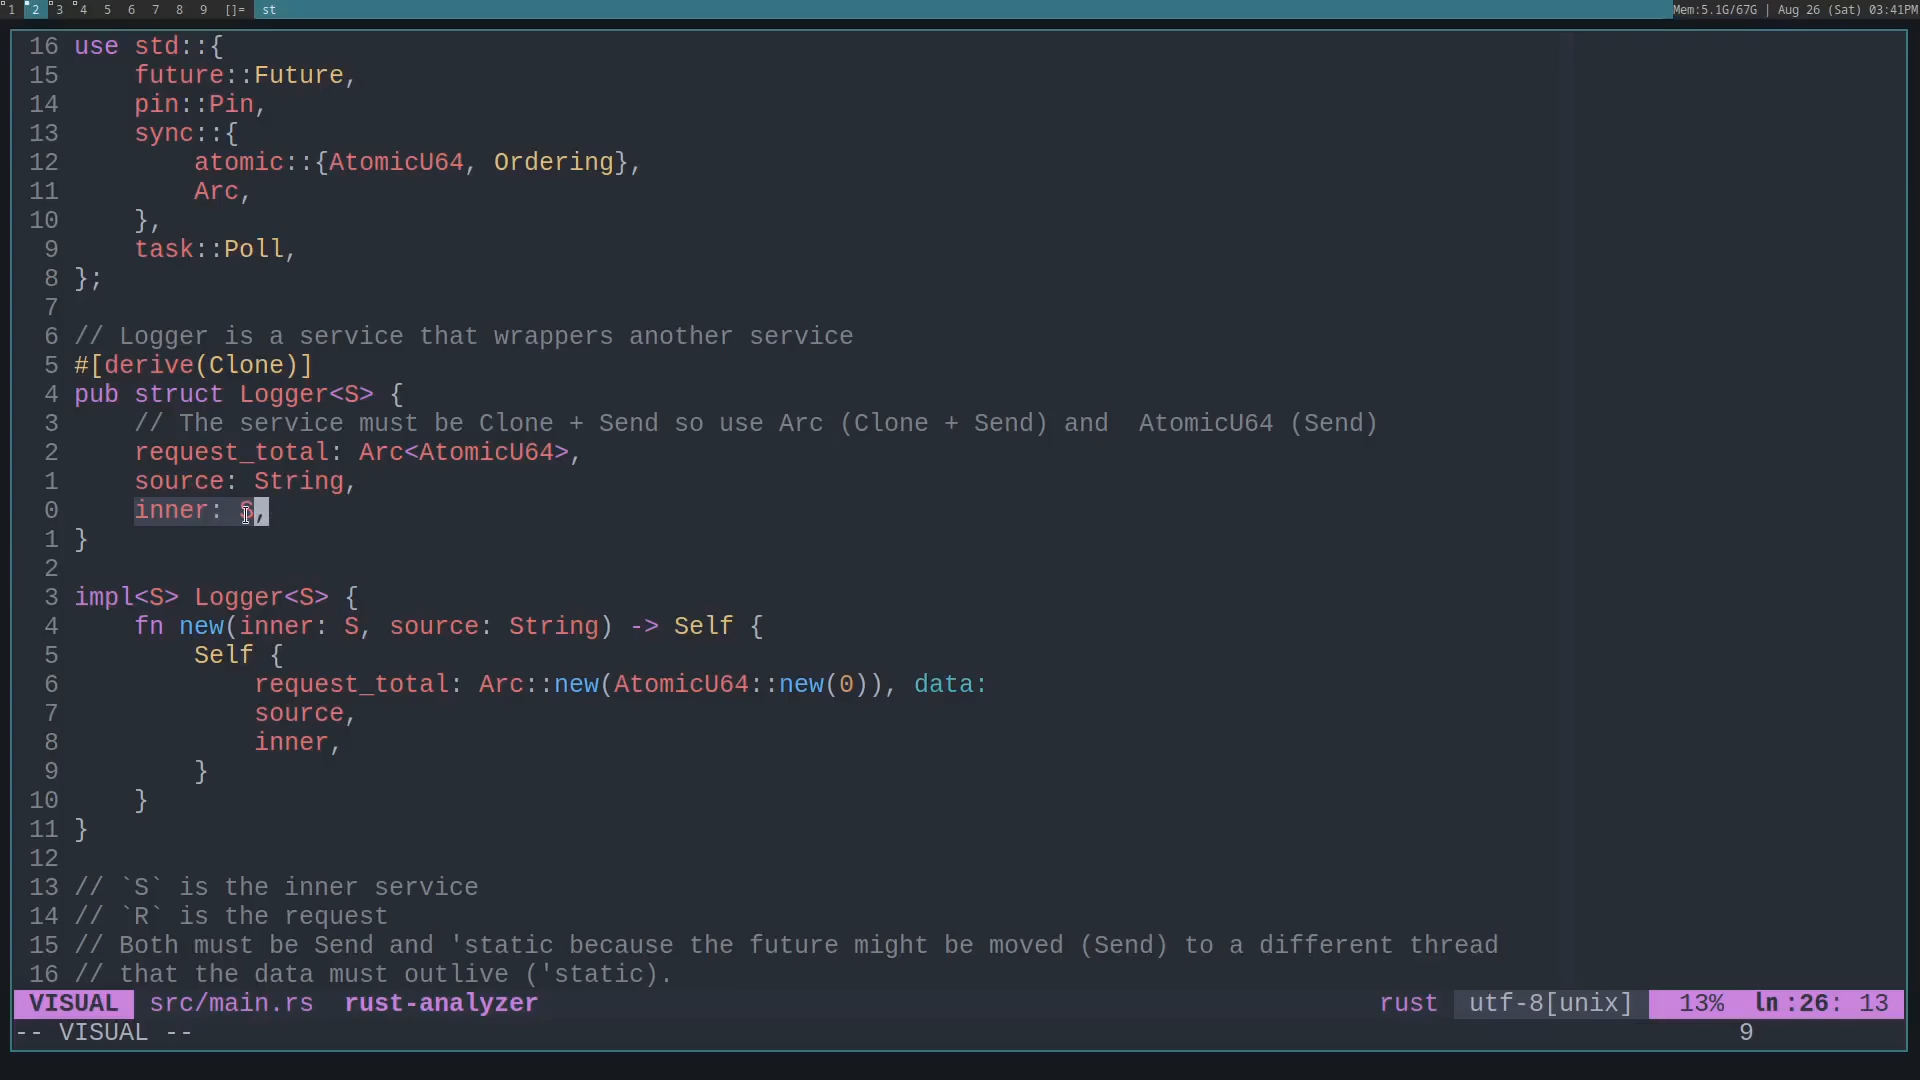 1 2 3 4 5 6 7 8 9 []= st Mem:5.1G/67G | Aug 26 (Sat) 03:41PM
16 use std::{
15     future::Future,
14     pin::Pin,
13     sync::{
12         atomic::{AtomicU64, Ordering},
11         Arc,
10     },
9     task::Poll,
8 };
7
6 // Logger is a service that wrappers another service
5 #[derive(Clone)]
4 pub struct Logger<S> {
3     // The service must be Clone + Send so use Arc (Clone + Send) and  AtomicU64 (Send)
2     request_total: Arc<AtomicU64>,
1     source: String,
0     inner: S,
1 }
2
3 impl<S> Logger<S> {
4     fn new(inner: S, source: String) -> Self {
5         Self {
6             request_total: Arc::new(AtomicU64::new(0)), data:
7             source,
8             inner,
9         }
10     }
11 }
12
13 // `S` is the inner service
14 // `R` is the request
15 // Both must be Send and 'static because the future might be moved (Send) to a different thread
16 // that the data must outlive ('static).
VISUAL src/main.rs rust-analyzer rust utf-8[unix] 13% ln :26: 13
-- VISUAL -- 9